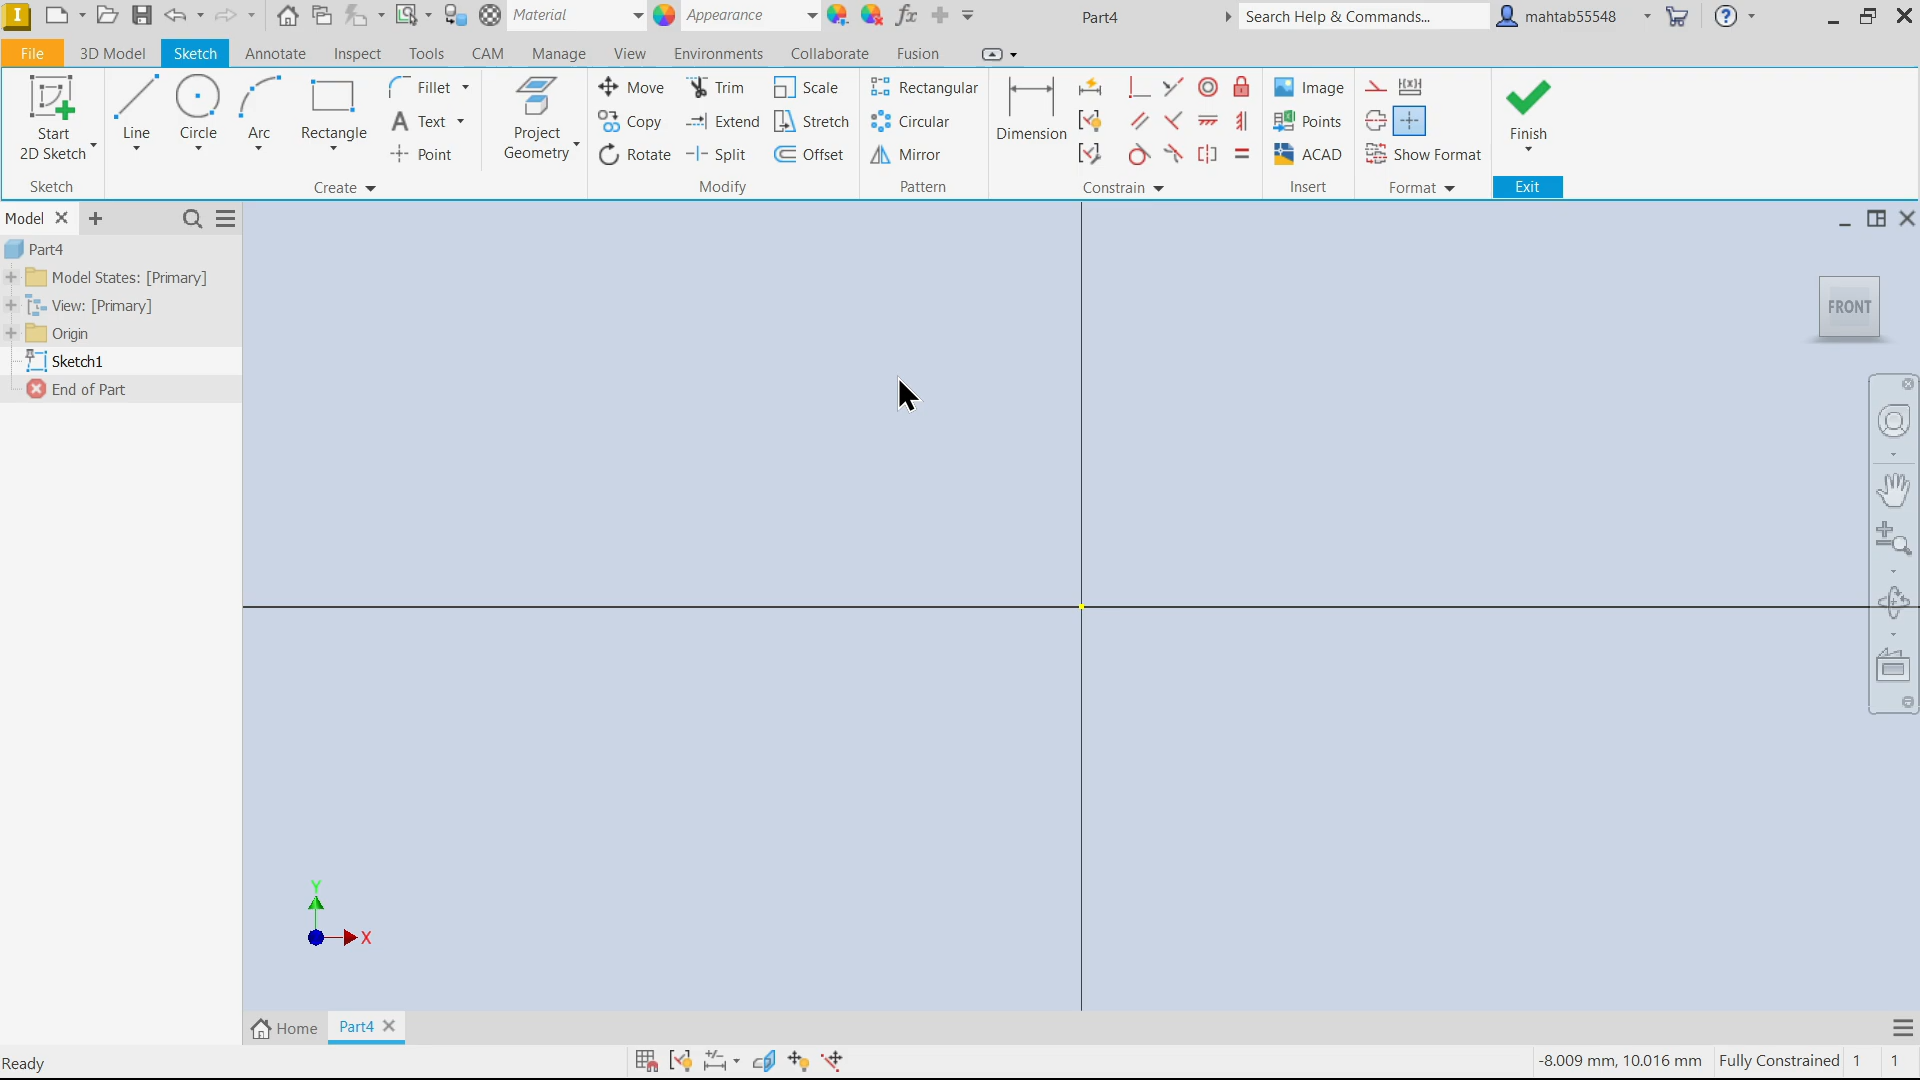 Material
Appearance
Part4
Search Help & Commands...
mahtab55548
File
3D Model
Sketch
Annotate
Inspect
Tools
CAM
Manage
View
Environments
Collaborate
Fusion
Start
2D Sketch
Line
Circle
Arc
Rectangle
Fillet
Text
Point
Project
Geometry
Move
Copy
Rotate
Trim
Extend
Split
Scale
Stretch
Offset
Rectangular
Circular
Mirror
Dimension
Image
Points
ACAD
Show Format
Finish
Sketch
Create
Modify
Pattern
Constrain
Insert
Format
Exit
Model
Part4
Model States: [Primary]
View: [Primary]
Origin
Sketch1
End of Part
FRONT
Y
X
Home
Part4
Ready
-8.009 mm, 10.016 mm
Fully Constrained
1
1